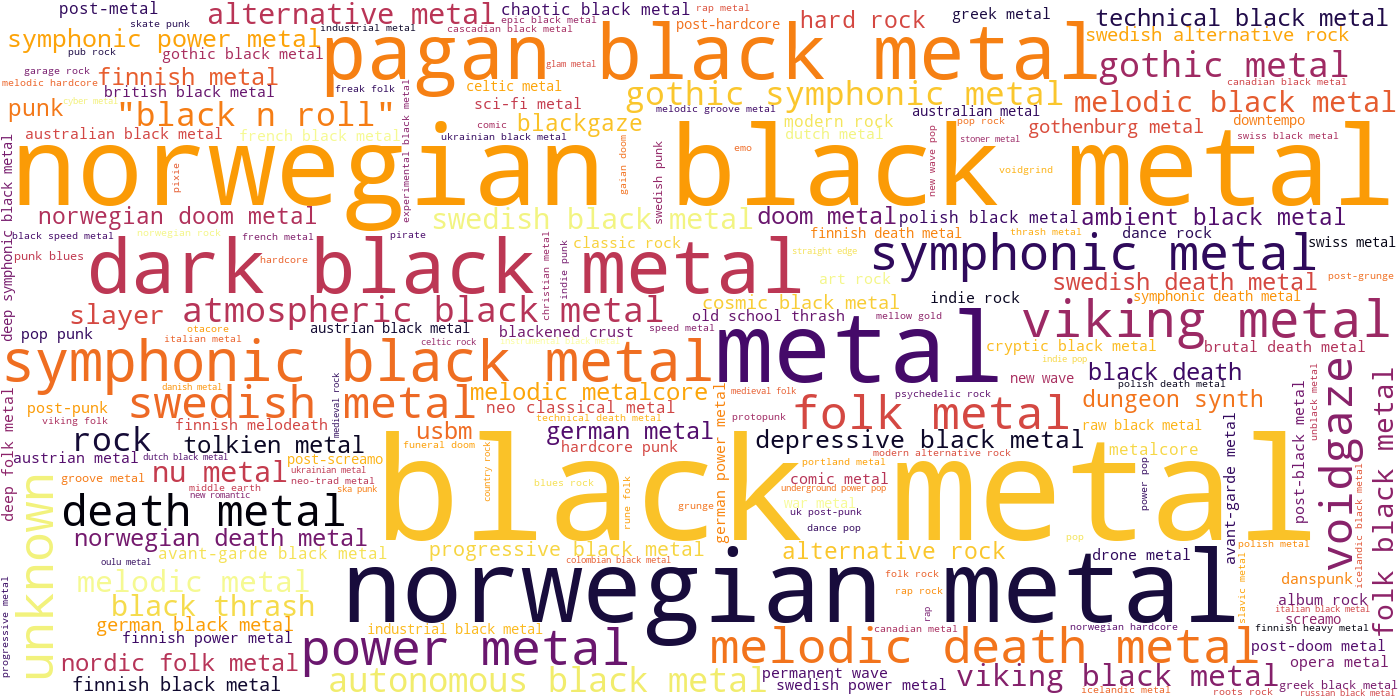 post-metal
alternative metal
chaotic black metal
rap metal
hard rock
greek metal
technical black metal
skate punk
epic black metal
post-hardcore
symphonic power metal
industrial metal
cascadian black metal
pagan black metal
swedish alternative rock
pub rock
gothic black metal
glam metal
gothic metal
garage rock
finnish metal
melodic hardcore
freak folk
celtic metal
gothic symphonic metal
canadian black metal
british black metal
cyber metal
punk
"black n roll"
experimental black metal
sci-fi metal
melodic groove metal
australian metal
melodic black metal
blackgaze
modern rock
pop rock
downtempo
comic
australian black metal
french black metal
ukrainian black metal
dutch metal
gothenburg metal
swiss black metal
stoner metal
norwegian black metal
deep symphonic black metal
pixie
gaian doom
swedish punk
emo
new wave pop
voidgrind
norwegian doom metal
swedish black metal
doom metal
polish black metal
ambient black metal
black speed metal
norwegian rock
french metal
pirate
christian metal
indie punk
classic rock
finnish death metal
thrash metal
dance rock
swiss metal
punk blues
hardcore
dark black metal
straight edge
symphonic metal
art rock
swedish death metal
post-grunge
slayer
atmospheric black metal
cosmic black metal
indie rock
symphonic death metal
viking metal
old school thrash
mellow gold
otacore
austrian black metal
blackened crust
speed metal
pop punk
italian metal
celtic rock
symphonic black metal
metal
cryptic black metal
brutal death metal
indie pop
danish metal
medieval rock
new wave
black death
polish death metal
unblack metal
voidgaze
folk black metal
deep folk metal
swedish metal
melodic metalcore
medieval folk
psychedelic rock
dungeon synth
post-punk
neo classical metal
german power metal
protopunk
folk metal
post-black metal
viking folk
finnish melodeath
technical death metal
raw black metal
rock
tolkien metal
usbm
german metal
depressive black metal
avant-garde metal
funeral doom
country rock
hardcore punk
modern alternative rock
metalcore
austrian metal
dutch black metal
post-screamo
portland metal
power pop
groove metal
nu metal
ukrainian metal
neo-trad metal
comic metal
icelandic black metal
unknown
middle earth
new romantic
ska punk
black metal
blues rock
rune folk
grunge
underground power pop
war metal
death metal
uk post-punk
dance pop
norwegian death metal
pop
polish metal
avant-garde black metal
progressive black metal
alternative rock
drone metal
oulu metal
colombian black metal
slavic metal
progressive metal
melodic metal
norwegian metal
folk rock
rap rock
rap
danspunk
black thrash
album rock
italian black metal
german black metal
industrial black metal
canadian metal
norwegian hardcore
screamo
finnish heavy metal
finnish power metal
power metal
melodic death metal
post-doom metal
nordic folk metal
opera metal
autonomous black metal
permanent wave
viking black metal
finnish black metal
swedish power metal
icelandic metal
roots rock
greek black metal
russian black metal